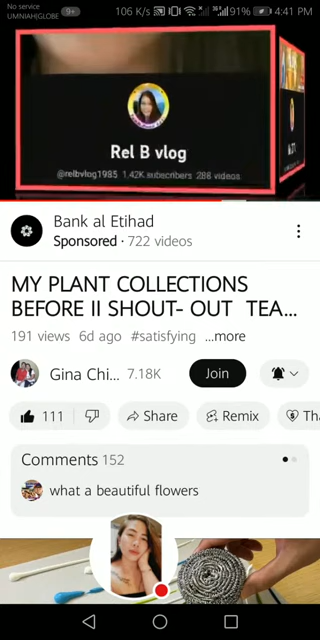 No service
UMNIAH|GLOBE
9+
106 K/s
91%
4:41 PM
Rel B vlog
@relbvlog1985 1.42K subscribers 288 videos
Bank al Etihad
Sponsored · 722 videos
MY PLANT COLLECTIONS
BEFORE II SHOUT- OUT TEA...
191 views 6d ago #satisfying ...more
Gina Chi... 7.18K
Join
111
Share
Remix
Tha
Comments 152
what a beautiful flowers